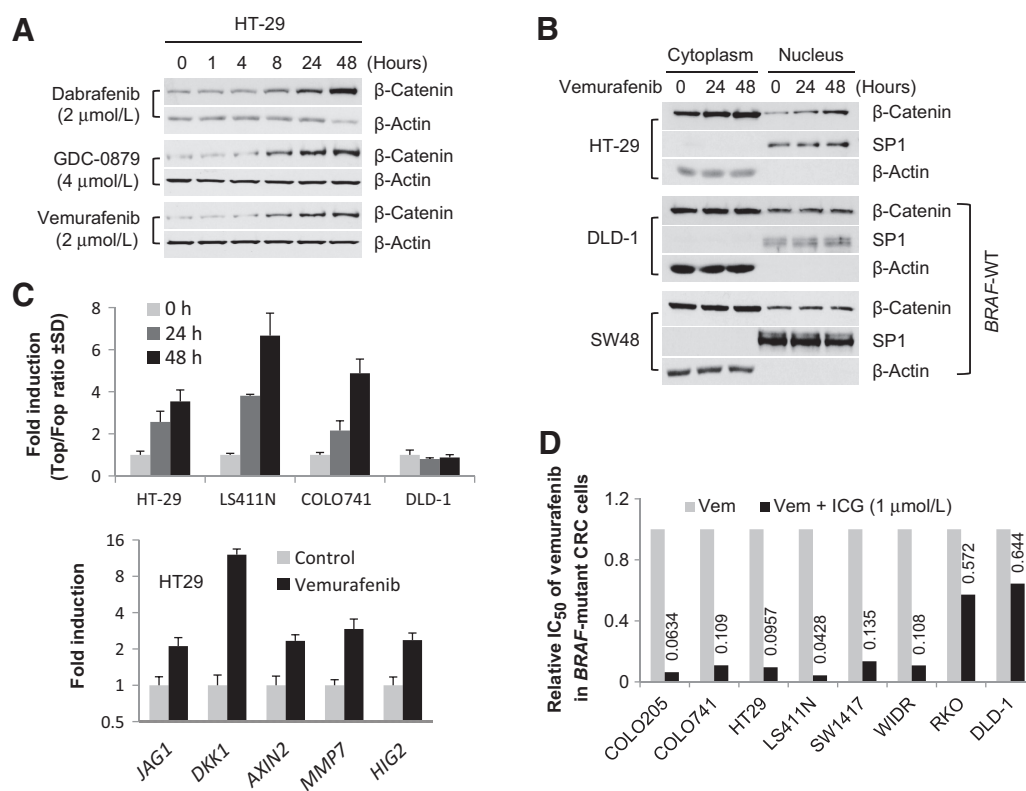 A
HT-29
0 1 4 8 24 48 (Hours)
Dabrafenib
(2 μmol/L)
β-Catenin
β-Actin
GDC-0879
(4 μmol/L)
β-Catenin
β-Actin
Vemurafenib
(2 μmol/L)
β-Catenin
β-Actin
B
Cytoplasm Nucleus
Vemurafenib 0 24 48 0 24 48 (Hours)
HT-29
β-Catenin
SP1
β-Actin
DLD-1
β-Catenin
SP1
β-Actin
SW48
β-Catenin
SP1
β-Actin
BRAF-WT
C
Fold induction
(Top/Fop ratio ±SD)
8
6
4
2
0
0 h
24 h
48 h
HT-29 LS411N COLO741 DLD-1
Fold induction
16
8
4
2
1
0.5
HT29
Control
Vemurafenib
JAG1 DKK1 AXIN2 MMP7 HIG2
D
Relative IC50 of vemurafenib
in BRAF-mutant CRC cells
1.2
0.8
0.4
0
Vem Vem + ICG (1 μmol/L)
0.0634 0.109 0.0957 0.0428 0.135 0.108 0.572 0.644
COLO205 COLO741 HT29 LS411N SW1417 WIDR RKO DLD-1